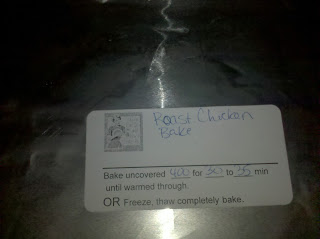 Roast Chicken
Bake
Bake uncovered 400 for 30 to 35 min
until warmed through.
OR Freeze, thaw completely bake.